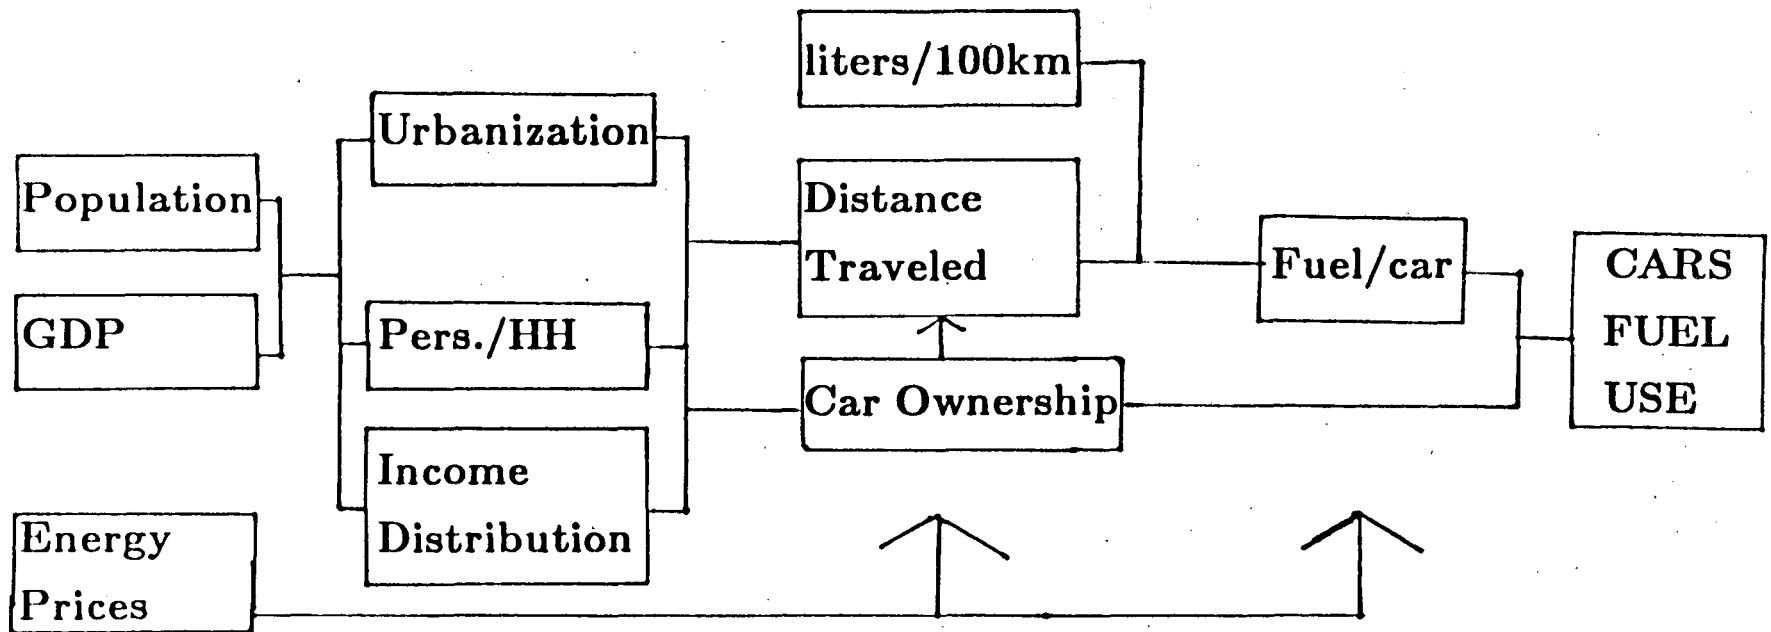 Population
GDP
Energy
Prices
Urbanization
Pers./HH
Income
Distribution
liters/100km
Distance
Traveled
Car Ownership
Fuel/car
CARS
FUEL
USE